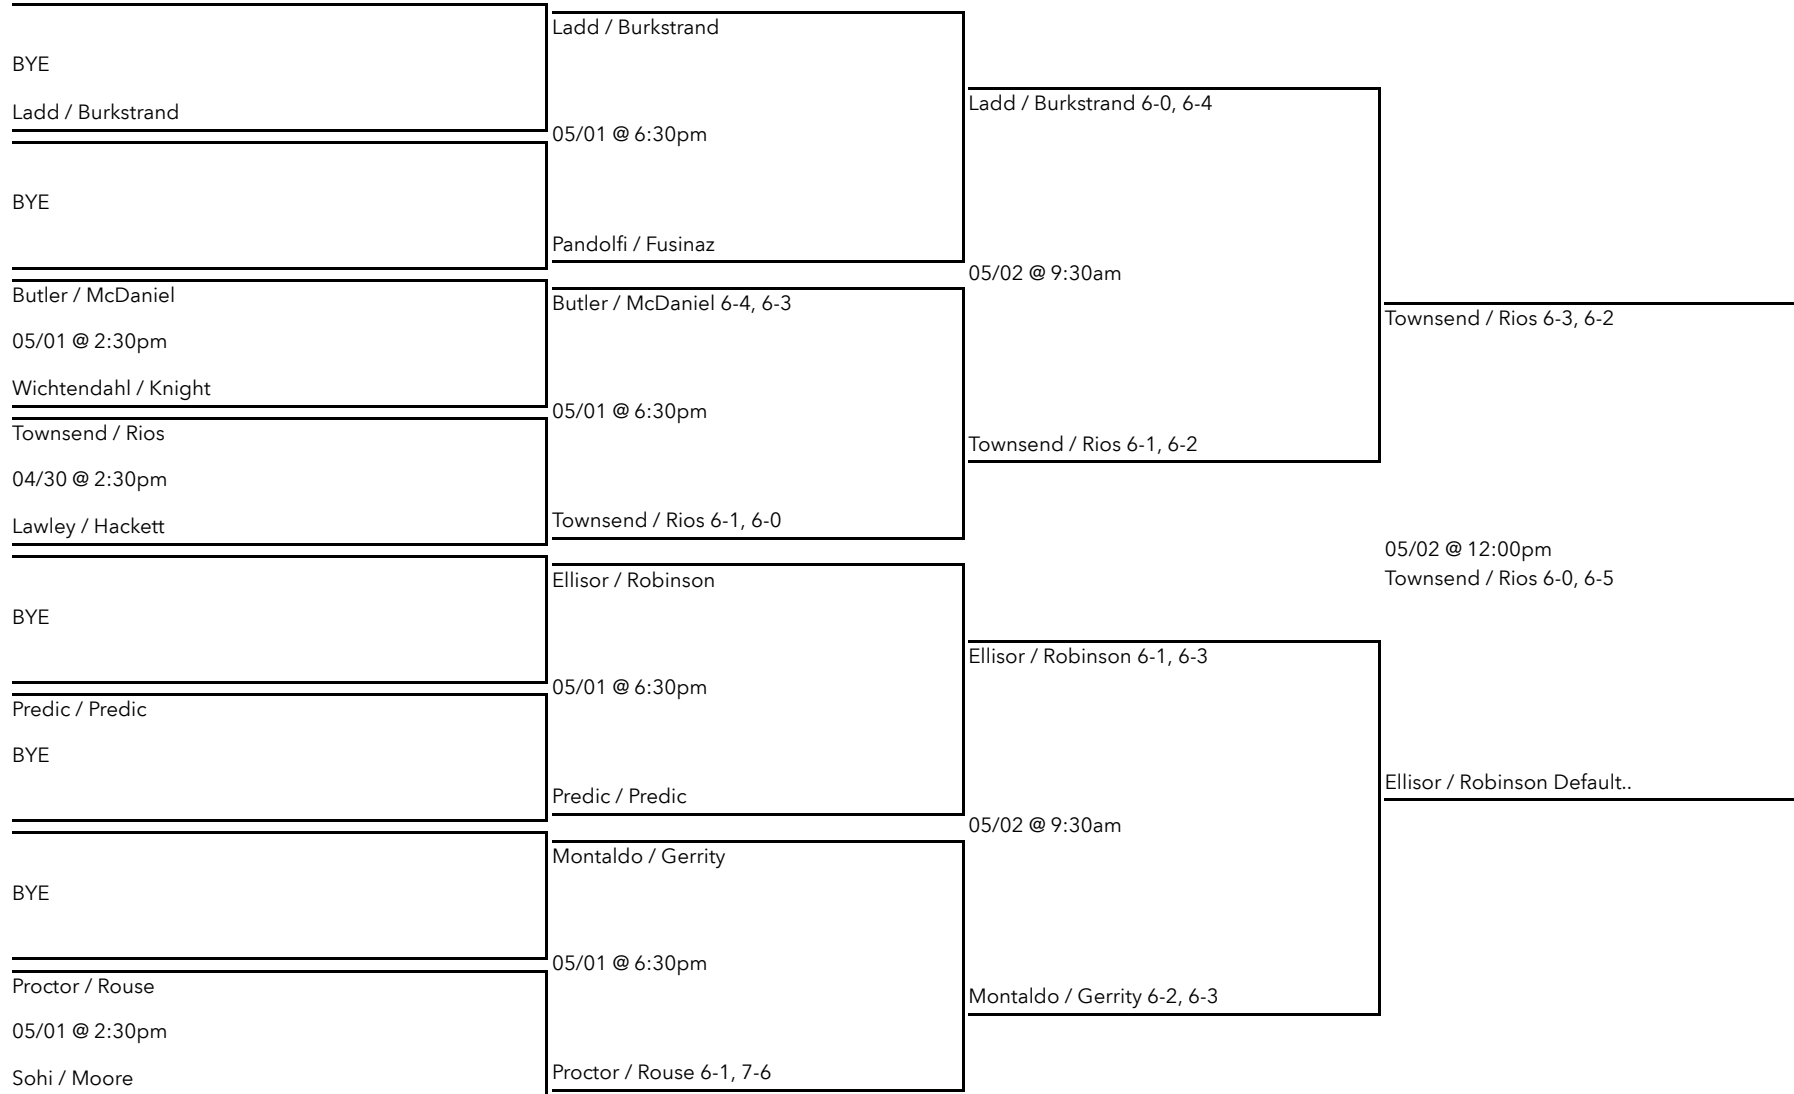 BYE
Ladd / Burkstrand
BYE
Butler / McDaniel
05/01 @ 2:30pm
Wichtendahl / Knight
Townsend / Rios
04/30 @ 2:30pm
Lawley / Hackett
BYE
Predic / Predic
BYE
BYE
Proctor / Rouse
05/01 @ 2:30pm
Sohi / Moore
Ladd / Burkstrand
05/01 @ 6:30pm
Pandolfi / Fusinaz
Butler / McDaniel 6-4, 6-3
05/01 @ 6:30pm
Townsend / Rios 6-1, 6-0
Ellisor / Robinson
05/01 @ 6:30pm
Predic / Predic
Montaldo / Gerrity
05/01 @ 6:30pm
Proctor / Rouse 6-1, 7-6
Ladd / Burkstrand 6-0, 6-4
05/02 @ 9:30am
Townsend / Rios 6-1, 6-2
Ellisor / Robinson 6-1, 6-3
05/02 @ 9:30am
Montaldo / Gerrity 6-2, 6-3
Townsend / Rios 6-3, 6-2
05/02 @ 12:00pm
Townsend / Rios 6-0, 6-5
Ellisor / Robinson Default..